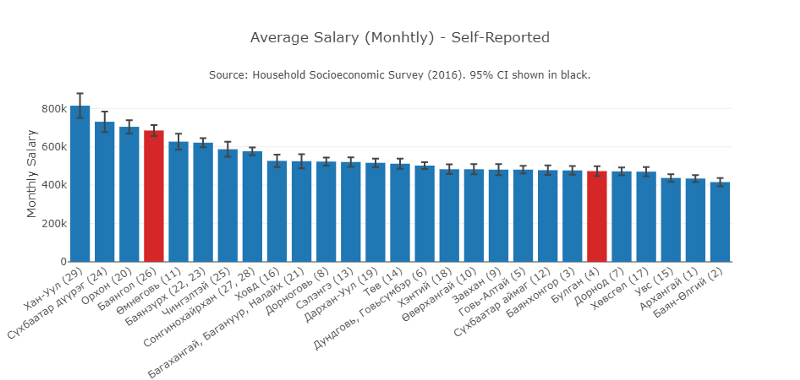 Average Salary (Monhtly) - Self-Reported
Source: Household Socioeconomic Survey (2016). 95% CI shown in black.
Monthly Salary
800k
600k
400k
200k
0
Хан-Уул (29)
Сүхбаатар дүүрэг (24)
Орхон (20)
Баянгол (26)
Өмнөговь (11)
Баянзүрх (22, 23)
Чингэлтэй (25)
Сонгинохайрхан (27, 28)
Ховд (16)
Багахангай, Багануур, Налайх (21)
Дорноговь (8)
Сэлэнгэ (13)
Дархан-Уул (19)
Төв (14)
Дундговь, Говьсүмбэр (6)
Хэнтий (18)
Өвөрхангай (10)
Завхан (9)
Говь-Алтай (5)
Сүхбаатар аймаг (12)
Баянхонгор (3)
Булган (4)
Дорнод (7)
Хөвсгөл (17)
Увс (15)
Архангай (1)
Баян-Өлгий (2)